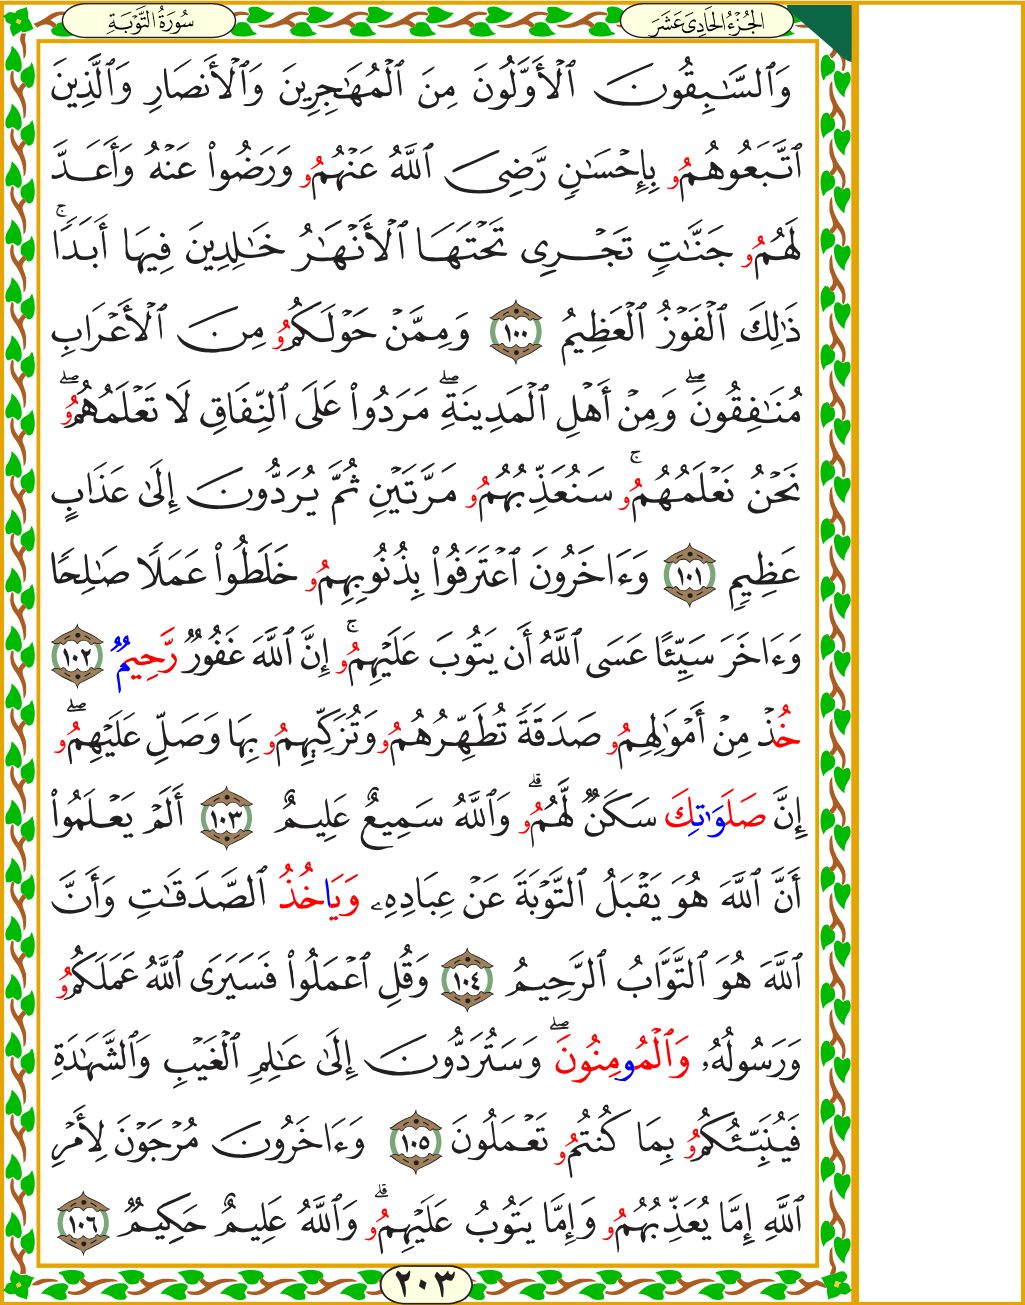 الجُزْءُ الحَادِىَ عَشَرَ
سُورَةُ التَّوْبَةِ
وَٱلسَّـٰبِقُونَ ٱلْأَوَّلُونَ مِنَ ٱلْمُهَـٰجِرِينَ وَٱلْأَنصَارِ وَٱلَّذِينَ
ٱتَّبَعُوهُمُۥ بِإِحْسَـٰنٍ رَّضِىَ ٱللَّهُ عَنْهُمُۥ وَرَضُوا۟ عَنْهُ وَأَعَدَّ
لَهُمُۥ جَنَّـٰتٍ تَجْرِى تَحْتَهَا ٱلْأَنْهَـٰرُ خَـٰلِدِينَ فِيهَا أَبَدًا ۚ
ذَٰلِكَ ٱلْفَوْزُ ٱلْعَظِيمُ ١٠٠ وَمِمَّنْ حَوْلَكُمُۥ مِنَ ٱلْأَعْرَابِ
مُنَـٰفِقُونَ ۖ وَمِنْ أَهْلِ ٱلْمَدِينَةِ ۖ مَرَدُوا۟ عَلَى ٱلنِّفَاقِ لَا تَعْلَمُهُمُۥ ۖ
نَحْنُ نَعْلَمُهُمُۥ ۚ سَنُعَذِّبُهُمُۥ مَرَّتَيْنِ ثُمَّ يُرَدُّونَ إِلَىٰ عَذَابٍ
عَظِيمٍ ١٠١ وَءَاخَرُونَ ٱعْتَرَفُوا۟ بِذُنُوبِهِمُۥ خَلَطُوا۟ عَمَلًا صَـٰلِحًا
وَءَاخَرَ سَيِّئًا عَسَى ٱللَّهُ أَن يَتُوبَ عَلَيْهِمُۥ ۚ إِنَّ ٱللَّهَ غَفُورٌ رَّحِيمٌ ١٠٢
خُذْ مِنْ أَمْوَٰلِهِمُۥ صَدَقَةً تُطَهِّرُهُمُۥ وَتُزَكِّيهِمُۥ بِهَا وَصَلِّ عَلَيْهِمُۥ ۖ
إِنَّ صَلَوَٰتِكَ سَكَنٌ لَّهُمُۥ ۗ وَٱللَّهُ سَمِيعٌ عَلِيمٌ ١٠٣ أَلَمْ يَعْلَمُوا۟
أَنَّ ٱللَّهَ هُوَ يَقْبَلُ ٱلتَّوْبَةَ عَنْ عِبَادِهِۦ وَيَاخُذُ ٱلصَّدَقَـٰتِ وَأَنَّ
ٱللَّهَ هُوَ ٱلتَّوَّابُ ٱلرَّحِيمُ ١٠٤ وَقُلِ ٱعْمَلُوا۟ فَسَيَرَى ٱللَّهُ عَمَلَكُمُۥ
وَرَسُولُهُۥ وَٱلْمُومِنُونَ ۖ وَسَتُرَدُّونَ إِلَىٰ عَـٰلِمِ ٱلْغَيْبِ وَٱلشَّهَـٰدَةِ
فَيُنَبِّئُكُمُۥ بِمَا كُنتُمُۥ تَعْمَلُونَ ١٠٥ وَءَاخَرُونَ مُرْجَوْنَ لِأَمْرِ
ٱللَّهِ إِمَّا يُعَذِّبُهُمُۥ وَإِمَّا يَتُوبُ عَلَيْهِمُۥ ۗ وَٱللَّهُ عَلِيمٌ حَكِيمٌ ١٠٦
٢٠٣